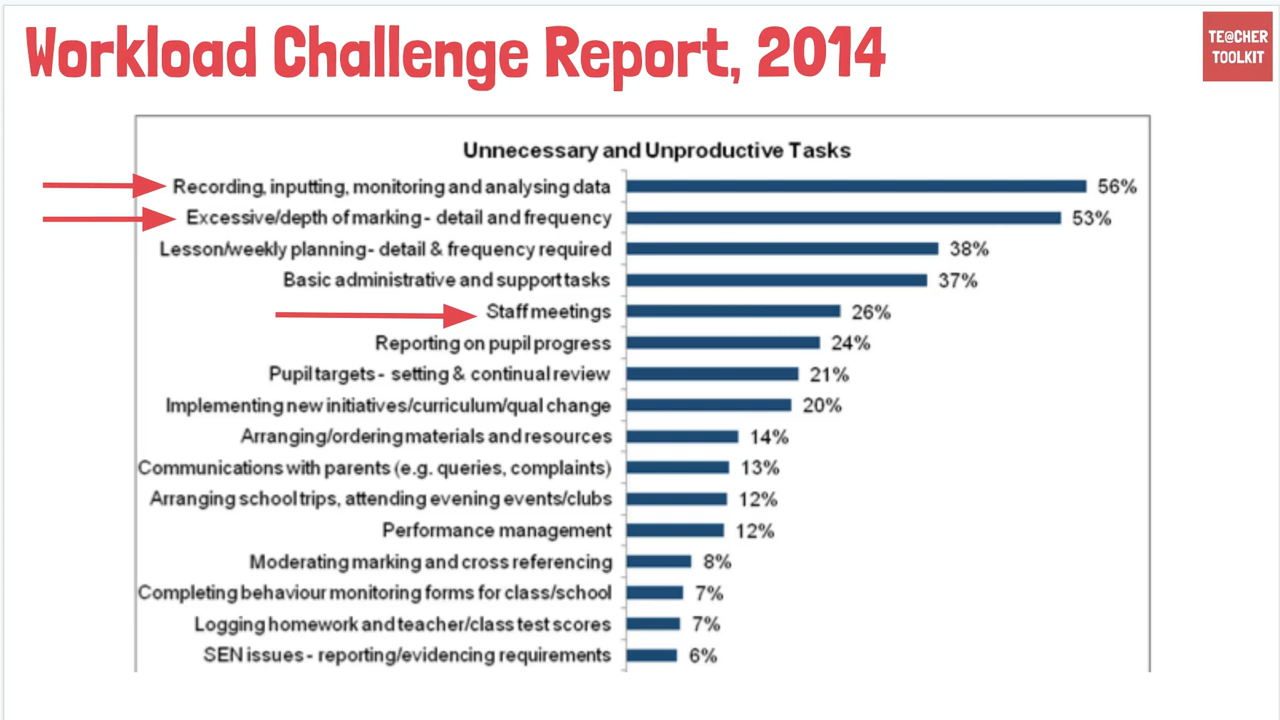 Workload Challenge Report, 2014
TE@CHER
TOOLKIT
Unnecessary and Unproductive Tasks
Recording, inputting, monitoring and analysing data 56%
Excessive/depth of marking - detail and frequency 53%
Lesson/weekly planning - detail & frequency required 38%
Basic administrative and support tasks 37%
Staff meetings 26%
Reporting on pupil progress 24%
Pupil targets - setting & continual review 21%
Implementing new initiatives/curriculum/qual change 20%
Arranging/ordering materials and resources 14%
Communications with parents (e.g. queries, complaints) 13%
Arranging school trips, attending evening events/clubs 12%
Performance management 12%
Moderating marking and cross referencing 8%
Completing behaviour monitoring forms for class/school 7%
Logging homework and teacher/class test scores 7%
SEN issues - reporting/evidencing requirements 6%